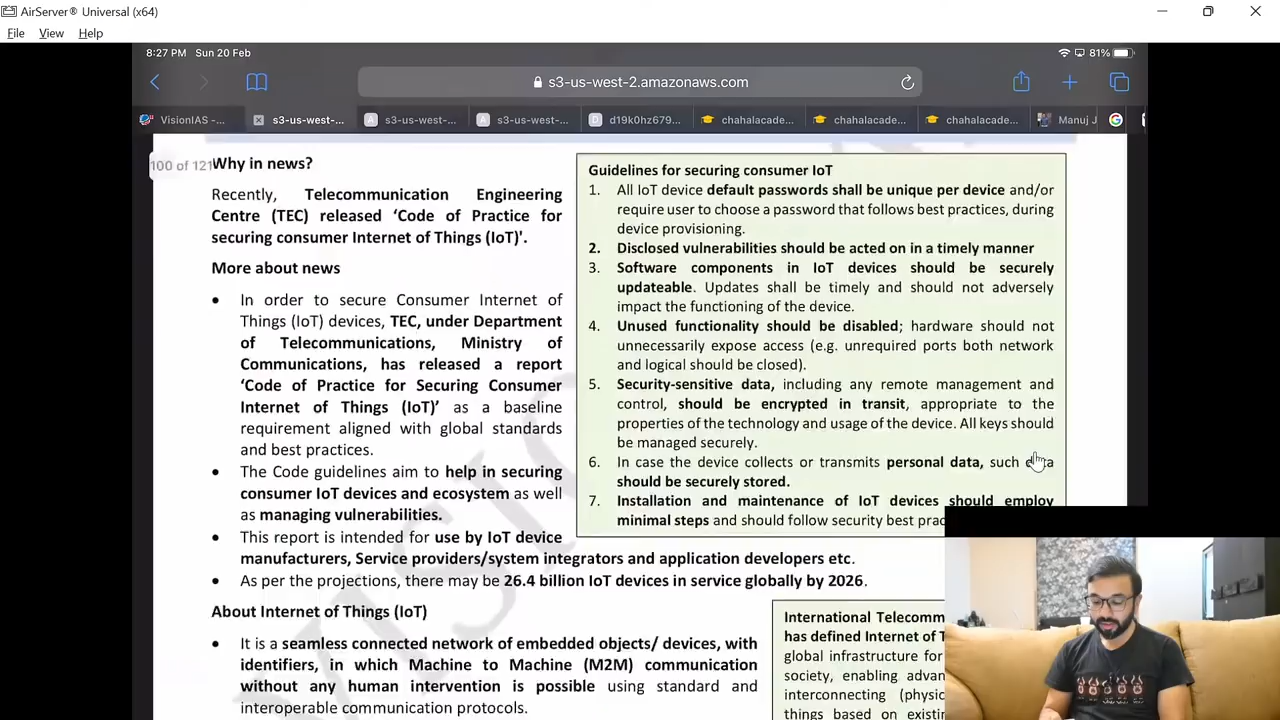 AirServer® Universal (x64)
File View Help
8:27 PM Sun 20 Feb
81%
s3-us-west-2.amazonaws.com
VisionIAS -...
s3-us-west-...
s3-us-west-...
s3-us-west-...
d19k0hz679...
chahalacade...
chahalacade...
chahalacade...
Manuj J
100 of 121
Why in news?
Recently, Telecommunication Engineering
Centre (TEC) released ‘Code of Practice for
securing consumer Internet of Things (IoT)'.
More about news
• In order to secure Consumer Internet of
Things (IoT) devices, TEC, under Department
of Telecommunications, Ministry of
Communications, has released a report
‘Code of Practice for Securing Consumer
Internet of Things (IoT)’ as a baseline
requirement aligned with global standards
and best practices.
• The Code guidelines aim to help in securing
consumer IoT devices and ecosystem as well
as managing vulnerabilities.
• This report is intended for use by IoT device
manufacturers, Service providers/system integrators and application developers etc.
• As per the projections, there may be 26.4 billion IoT devices in service globally by 2026.
About Internet of Things (IoT)
• It is a seamless connected network of embedded objects/ devices, with
identifiers, in which Machine to Machine (M2M) communication
without any human intervention is possible using standard and
interoperable communication protocols.
Guidelines for securing consumer IoT
1. All IoT device default passwords shall be unique per device and/or
require user to choose a password that follows best practices, during
device provisioning.
2. Disclosed vulnerabilities should be acted on in a timely manner
3. Software components in IoT devices should be securely
updateable. Updates shall be timely and should not adversely
impact the functioning of the device.
4. Unused functionality should be disabled; hardware should not
unnecessarily expose access (e.g. unrequired ports both network
and logical should be closed).
5. Security-sensitive data, including any remote management and
control, should be encrypted in transit, appropriate to the
properties of the technology and usage of the device. All keys should
be managed securely.
6. In case the device collects or transmits personal data, such
should be securely stored.
7. Installation and maintenance of IoT devices should employ
minimal steps and should follow security best
International
has defined Internet of
global infrastructure for
society, enabling
interconnecting
things based on